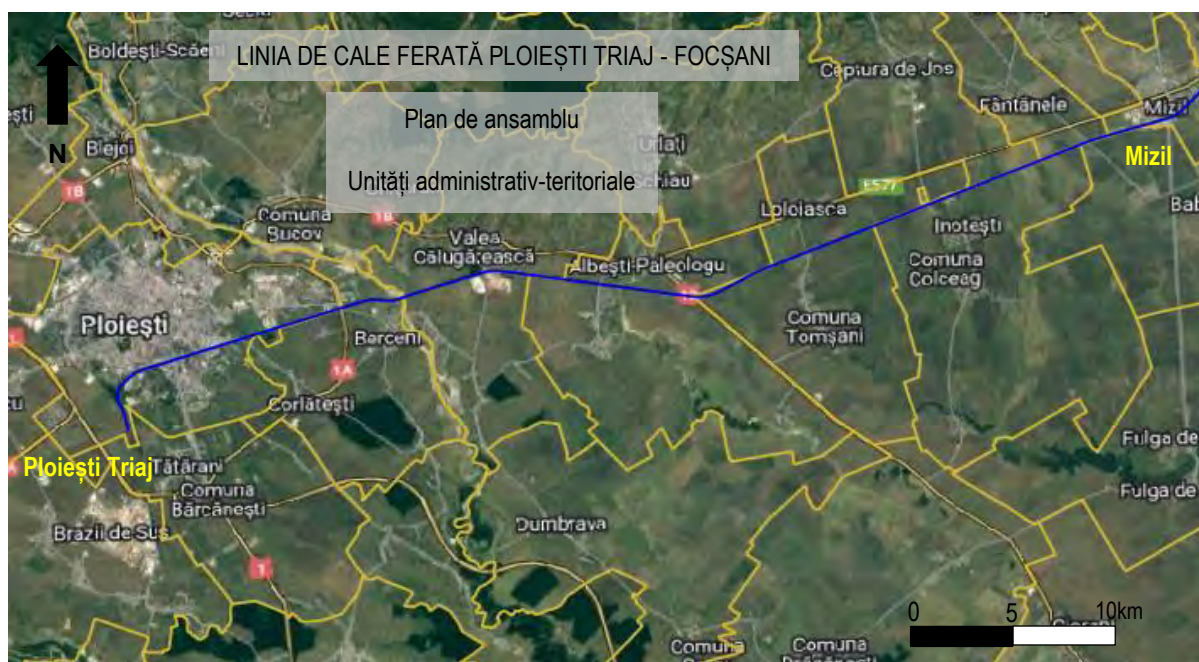 Boldești-Scăeni
LINIA DE CALE FERATĂ PLOIEȘTI TRIAJ - FOCȘANI
Ceptura de Jos
Plan de ansamblu
Fântânele
Mizil
N
Blejoi
Urlați
Mizil
Unități administrativ-teritoriale
Schiau
1B
E577
1B
Loloiasca
Comuna
Bucov
Valea
Călugărească
Inotești
Albești-Paleologu
Comuna
Colceag
Ploiești
Comuna
Tomșani
Berceni
1A
Corlătești
Fulga de
Ploiești Triaj
Tătărani
Comuna
Bărcănești
Fulga de
Brazii de Sus
Dumbrava
1
0 5 10km
Comuna
Comuna